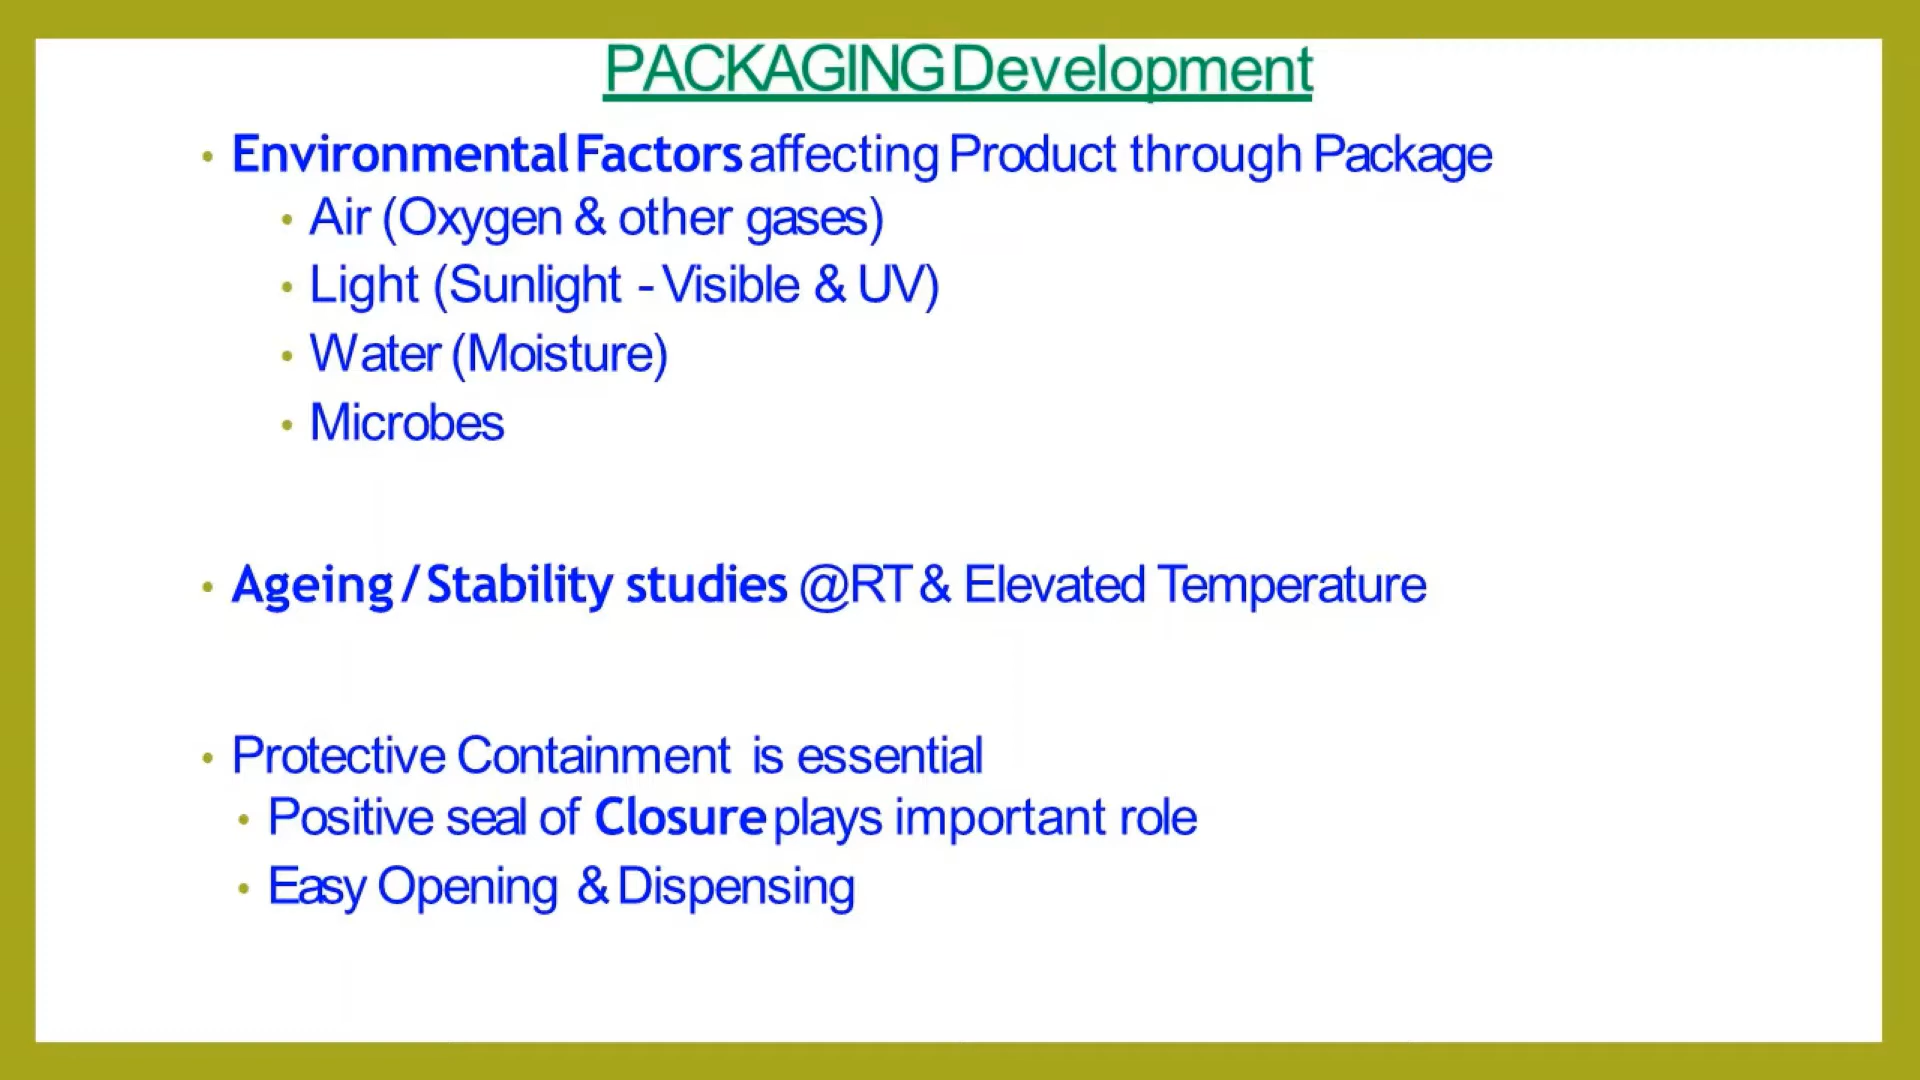 PACKAGING Development
• Environmental Factors affecting Product through Package
• Air (Oxygen & other gases)
• Light (Sunlight - Visible & UV)
• Water (Moisture)
• Microbes
• Ageing / Stability studies @RT & Elevated Temperature
• Protective Containment is essential
• Positive seal of Closure plays important role
• Easy Opening & Dispensing